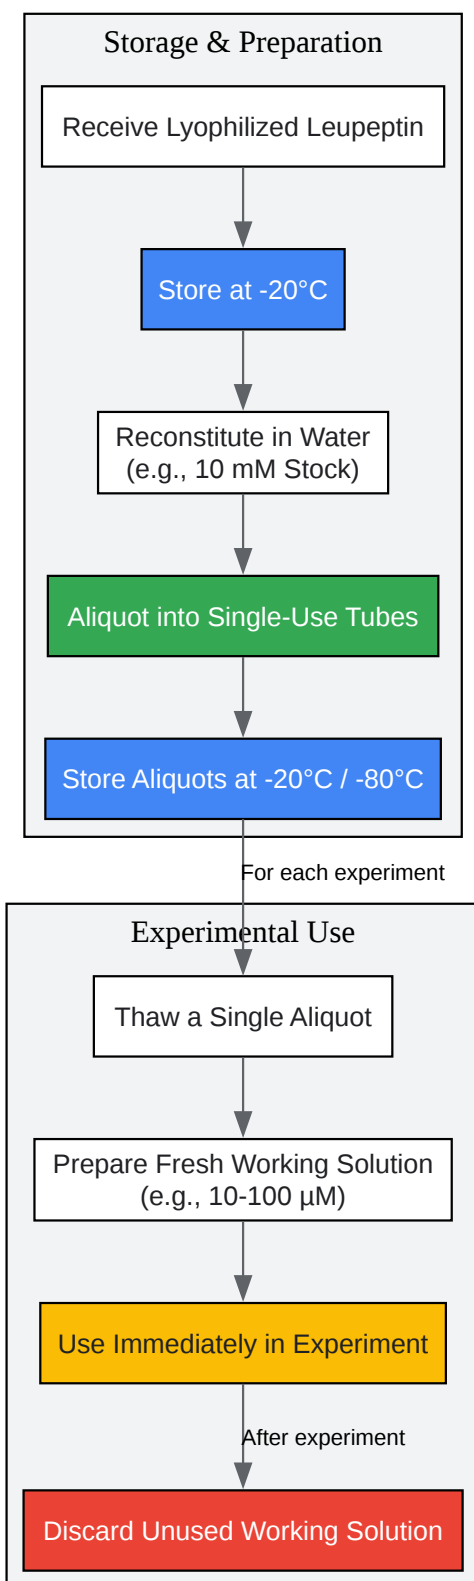 Storage & Preparation
Receive Lyophilized Leupeptin
Store at -20°C
Reconstitute in Water
(e.g., 10 mM Stock)
Aliquot into Single-Use Tubes
Store Aliquots at -20°C / -80°C
For each experiment
Experimental Use
Thaw a Single Aliquot
Prepare Fresh Working Solution
(e.g., 10-100 µM)
Use Immediately in Experiment
After experiment
Discard Unused Working Solution